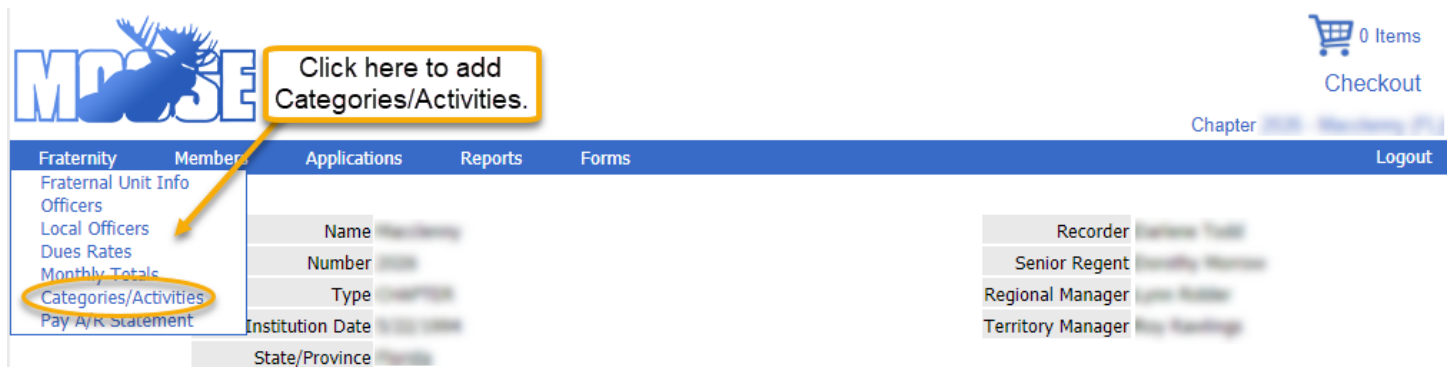 MOOSE
Click here to add
Categories/Activities.
0 Items
Checkout
Chapter
Fraternity Members Applications Reports Forms Logout
Fraternal Unit Info
Officers
Local Officers
Dues Rates
Monthly Totals
Categories/Activities
Pay A/R Statement
Name
Number
Type
Institution Date
State/Province
Recorder
Senior Regent
Regional Manager
Territory Manager